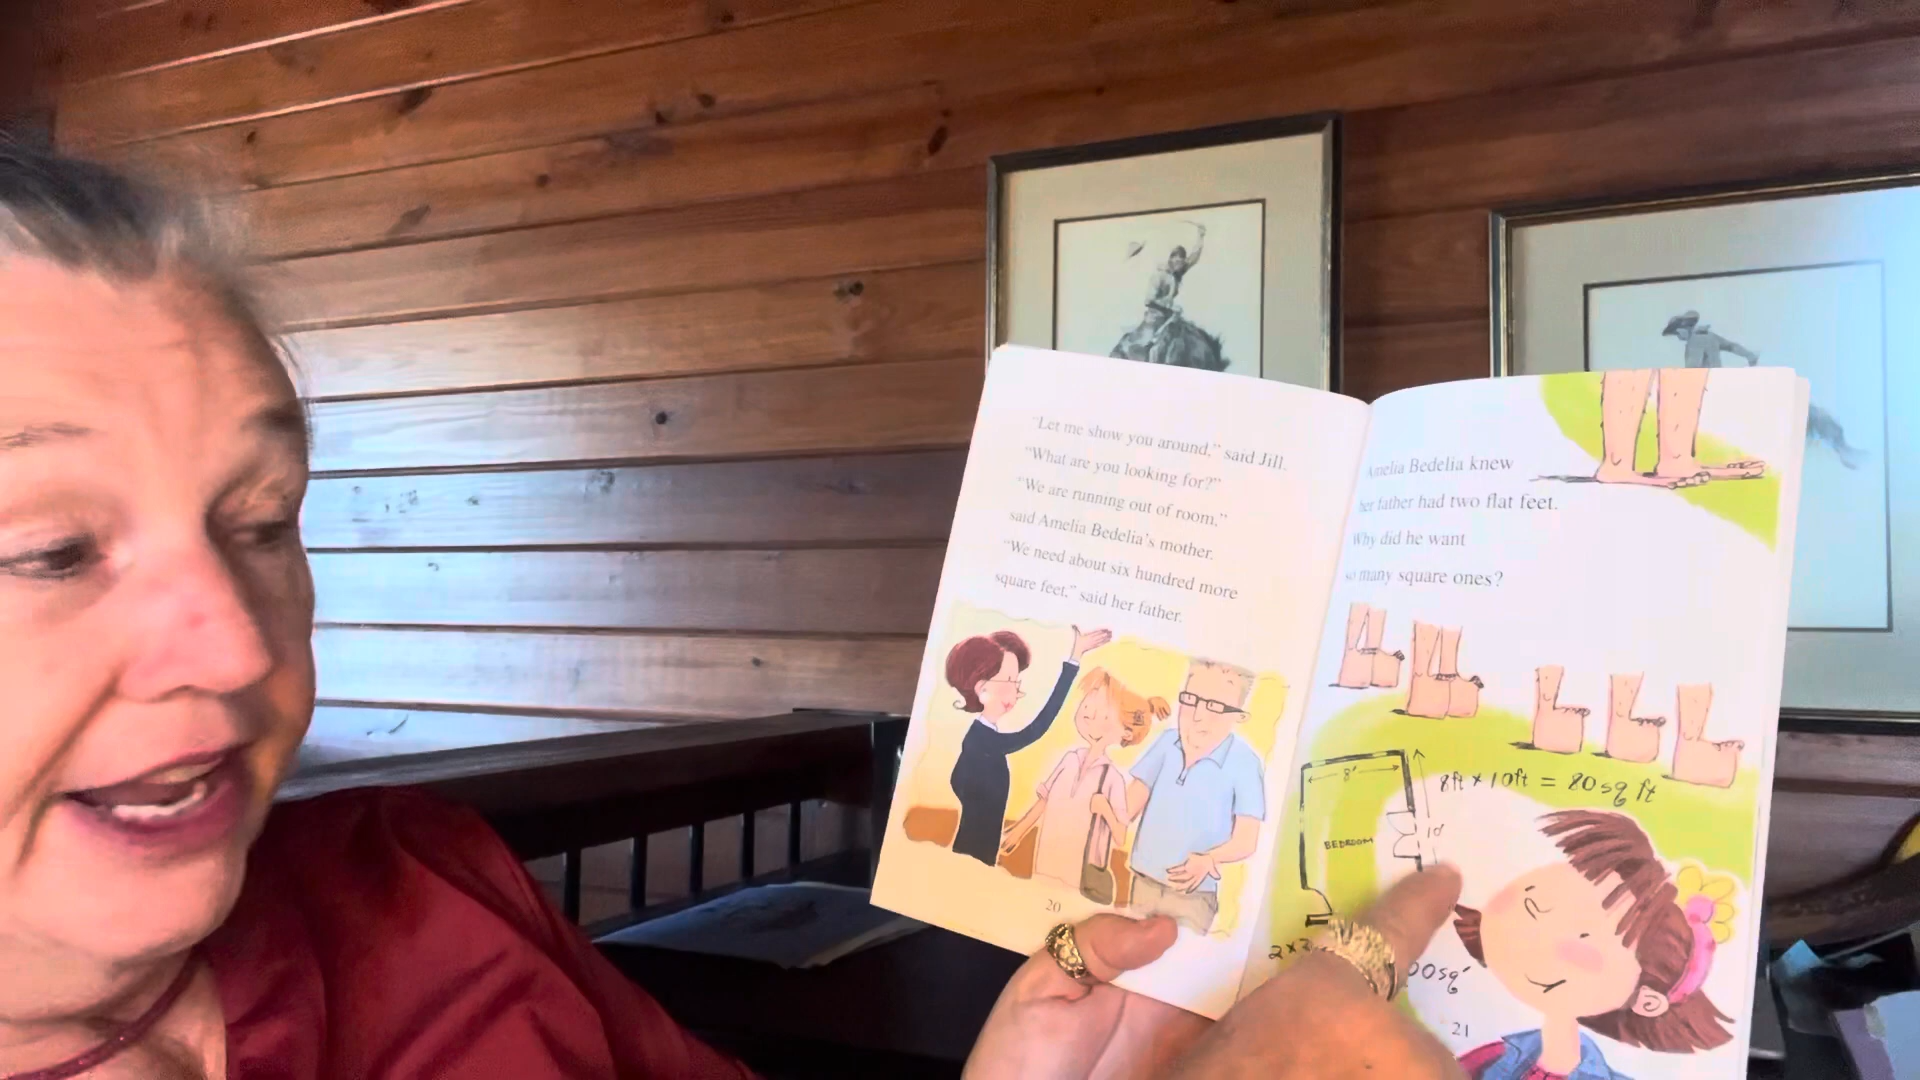 "Let me show you around," said Jill.
"What are you looking for?"
"We are running out of room,"
said Amelia Bedelia's mother.
"We need about six hundred more
square feet," said her father.
20
Amelia Bedelia knew
her father had two flat feet.
Why did he want
so many square ones?
8ft × 10ft = 80 sq ft
8'
10'
BEDROOM
21